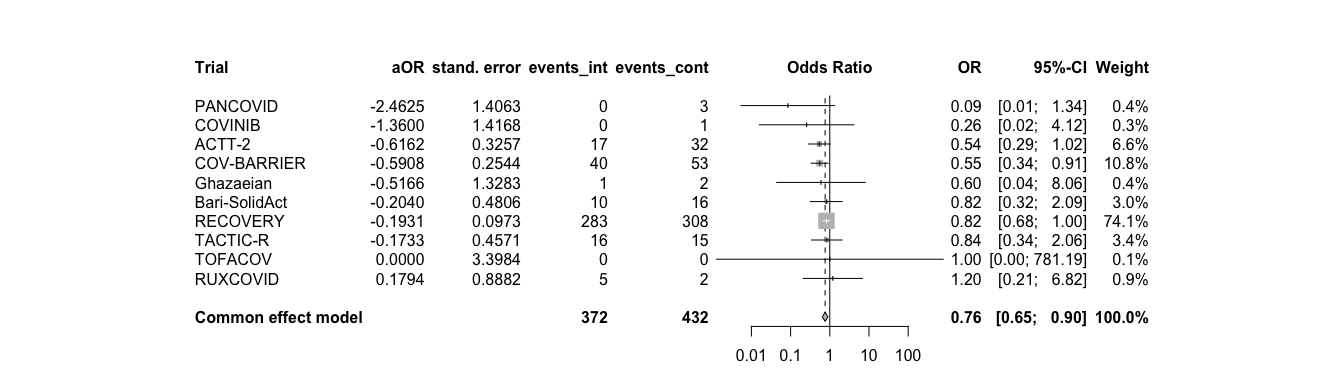 Trial aOR stand. error events_int events_cont Odds Ratio OR 95%-CI Weight
PANCOVID -2.4625 1.4063 0 3 0.09 [0.01; 1.34] 0.4%
COVINIB -1.3600 1.4168 0 1 0.26 [0.02; 4.12] 0.3%
ACTT-2 -0.6162 0.3257 17 32 0.54 [0.29; 1.02] 6.6%
COV-BARRIER -0.5908 0.2544 40 53 0.55 [0.34; 0.91] 10.8%
Ghazaeian -0.5166 1.3283 1 2 0.60 [0.04; 8.06] 0.4%
Bari-SolidAct -0.2040 0.4806 10 16 0.82 [0.32; 2.09] 3.0%
RECOVERY -0.1931 0.0973 283 308 0.82 [0.68; 1.00] 74.1%
TACTIC-R -0.1733 0.4571 16 15 0.84 [0.34; 2.06] 3.4%
TOFACOV 0.0000 3.3984 0 0 1.00 [0.00; 781.19] 0.1%
RUXCOVID 0.1794 0.8882 5 2 1.20 [0.21; 6.82] 0.9%
Common effect model 372 432 0.76 [0.65; 0.90] 100.0%
0.01 0.1 1 10 100